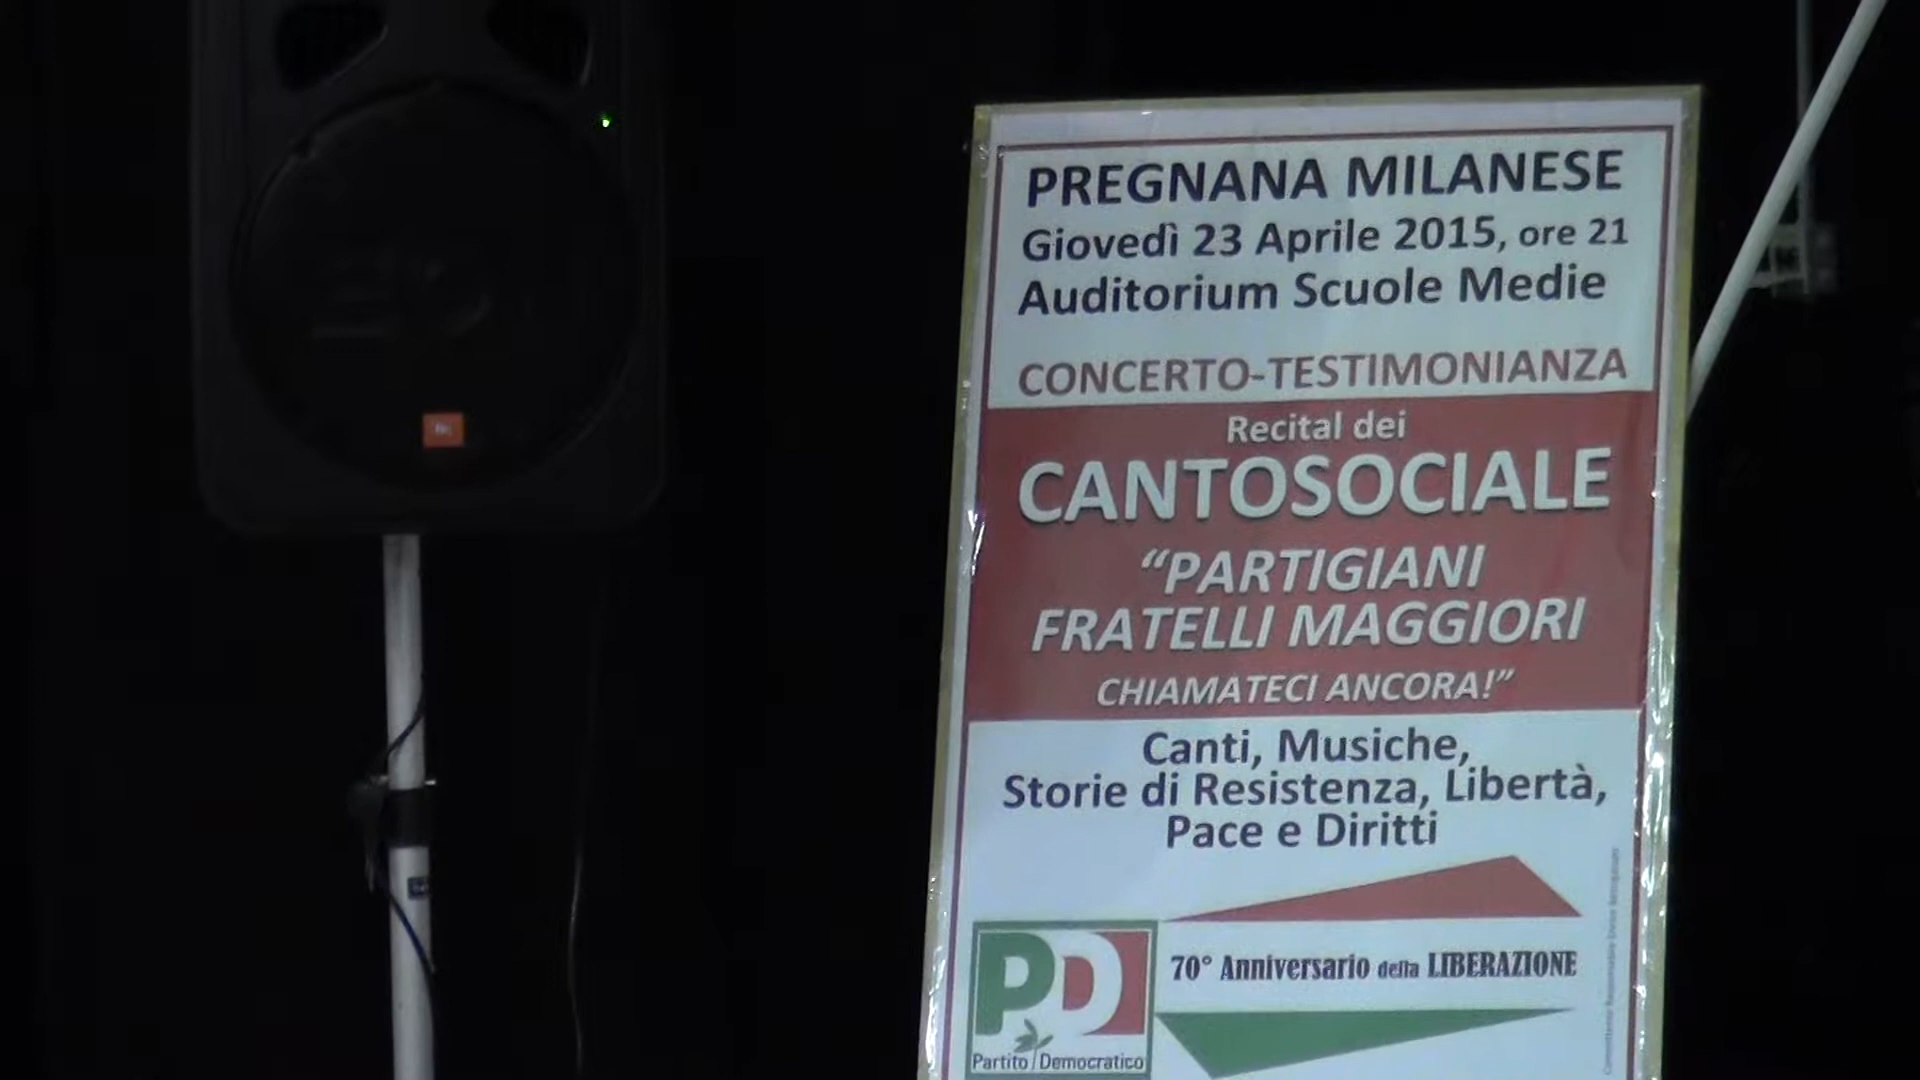 PREGNANA MILANESE
Giovedì 23 Aprile 2015, ore 21
Auditorium Scuole Medie
CONCERTO-TESTIMONIANZA
Recital dei
CANTOSOCIALE
“PARTIGIANI
FRATELLI MAGGIORI
CHIAMATECI ANCORA!”
Canti, Musiche,
Storie di Resistenza, Libertà,
Pace e Diritti
70° Anniversario della LIBERAZIONE
PD
Partito Democratico